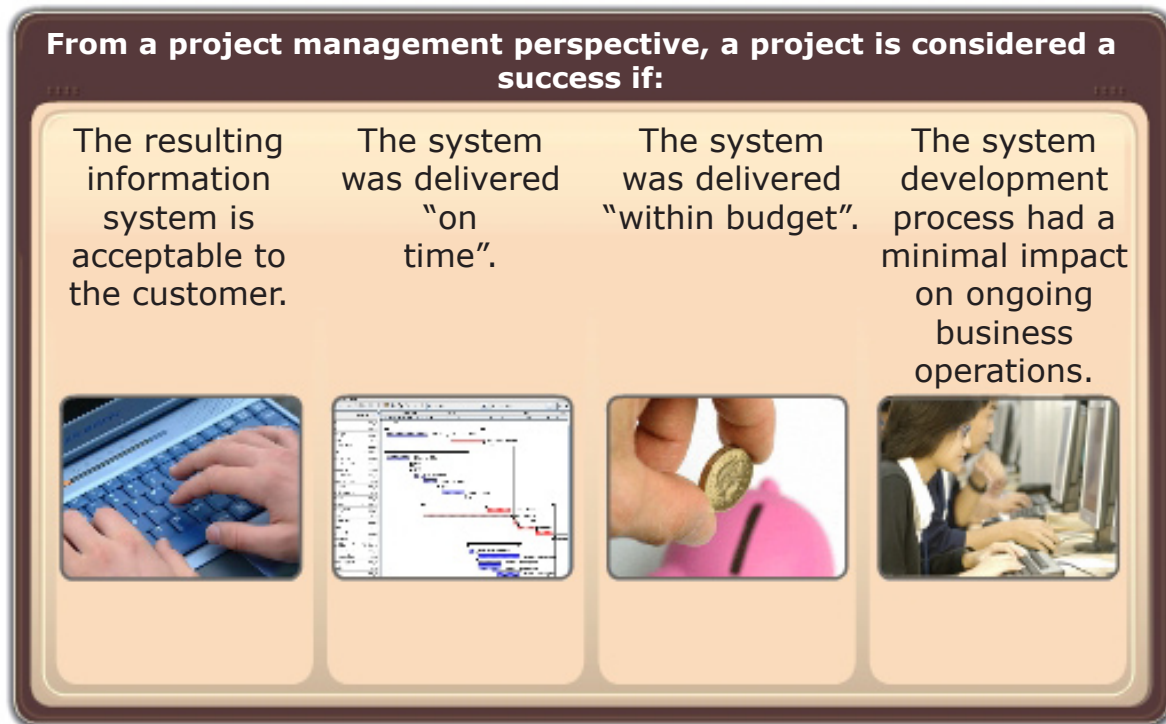 From a project management perspective, a project is considered a
success if:
The resulting
information
system is
acceptable to
the customer.
The system
was delivered
“on
time”.
The system
was delivered
“within budget”.
The system
development
process had a
minimal impact
on ongoing
business
operations.